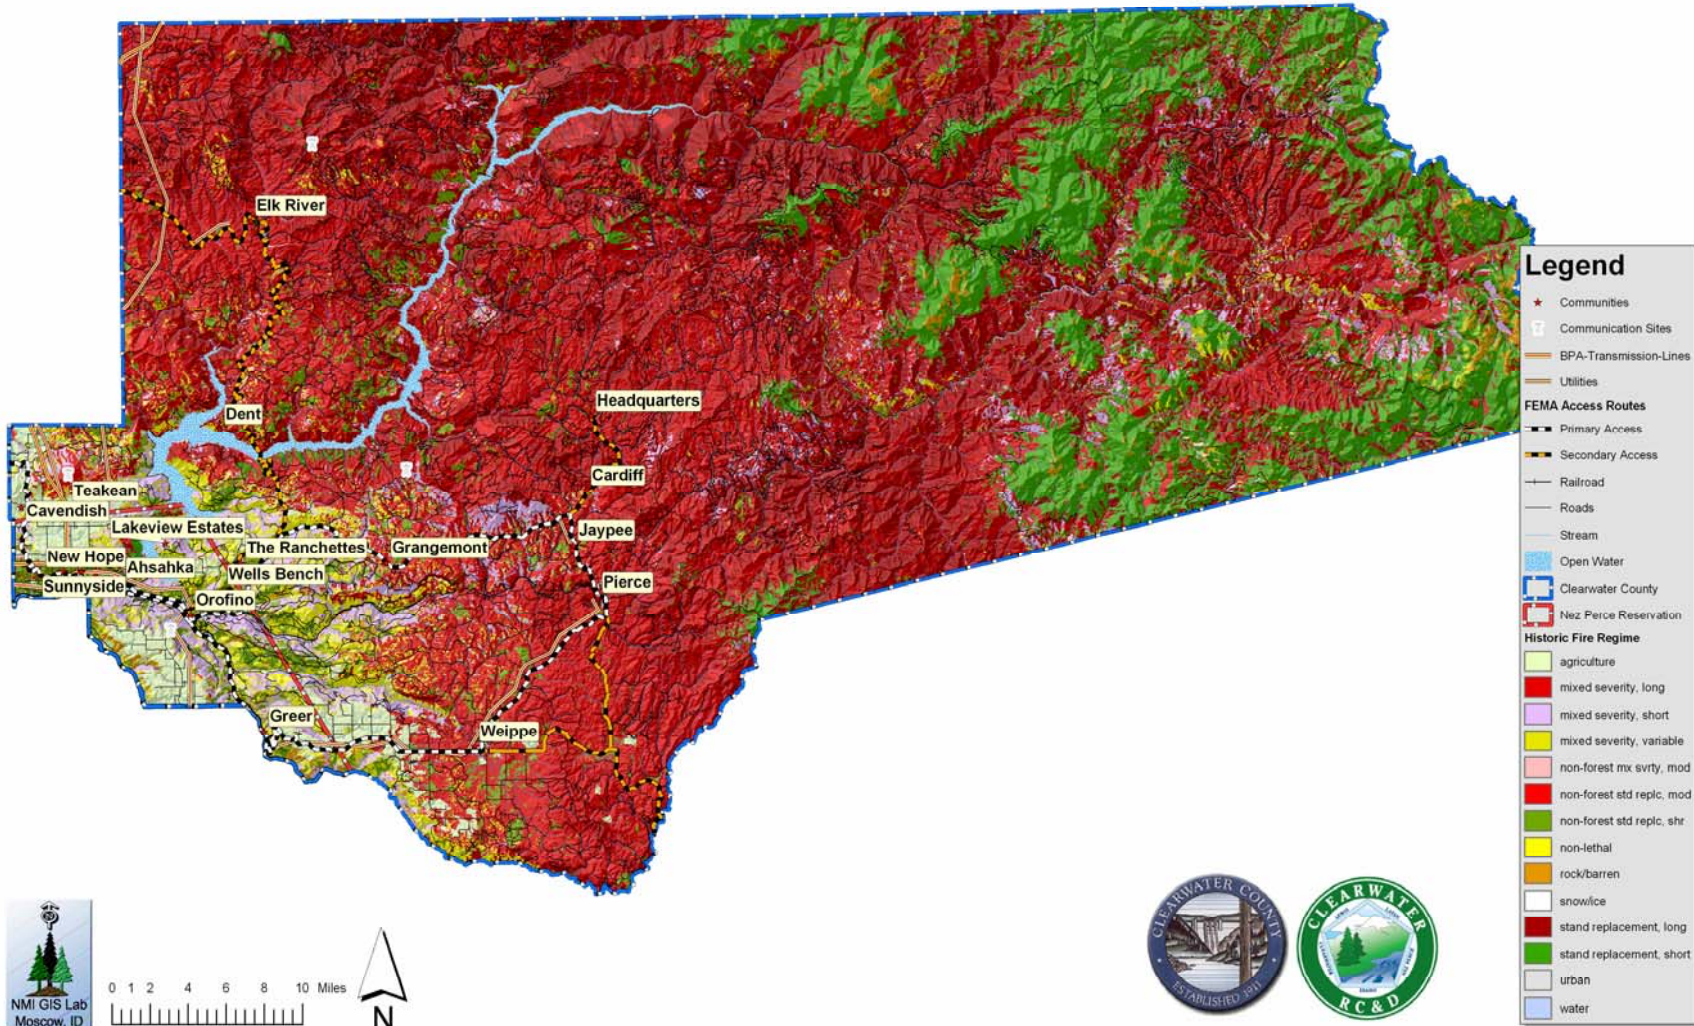 Elk River
Dent
Headquarters
Cardiff
Teakean
Cavendish
Lakeview Estates
Jaypee
New Hope
The Ranchettes
Grangemont
Ahsahka
Wells Bench
Sunnyside
Pierce
Orofino
Greer
Weippe
Legend
Communities
Communication Sites
BPA-Transmission-Lines
Utilities
FEMA Access Routes
Primary Access
Secondary Access
Railroad
Roads
Stream
Open Water
Clearwater County
Nez Perce Reservation
Historic Fire Regime
agriculture
mixed severity, long
mixed severity, short
mixed severity, variable
non-forest mx svrty, mod
non-forest std replc, mod
non-forest std replc, shr
non-lethal
rock/barren
snow/ice
stand replacement, long
stand replacement, short
urban
water
NMI GIS Lab
Moscow, ID
0 1 2 4 6 8 10 Miles
N
CLEARWATER COUNTY
ESTABLISHED 1911
CLEARWATER
IDAHO
RC&D